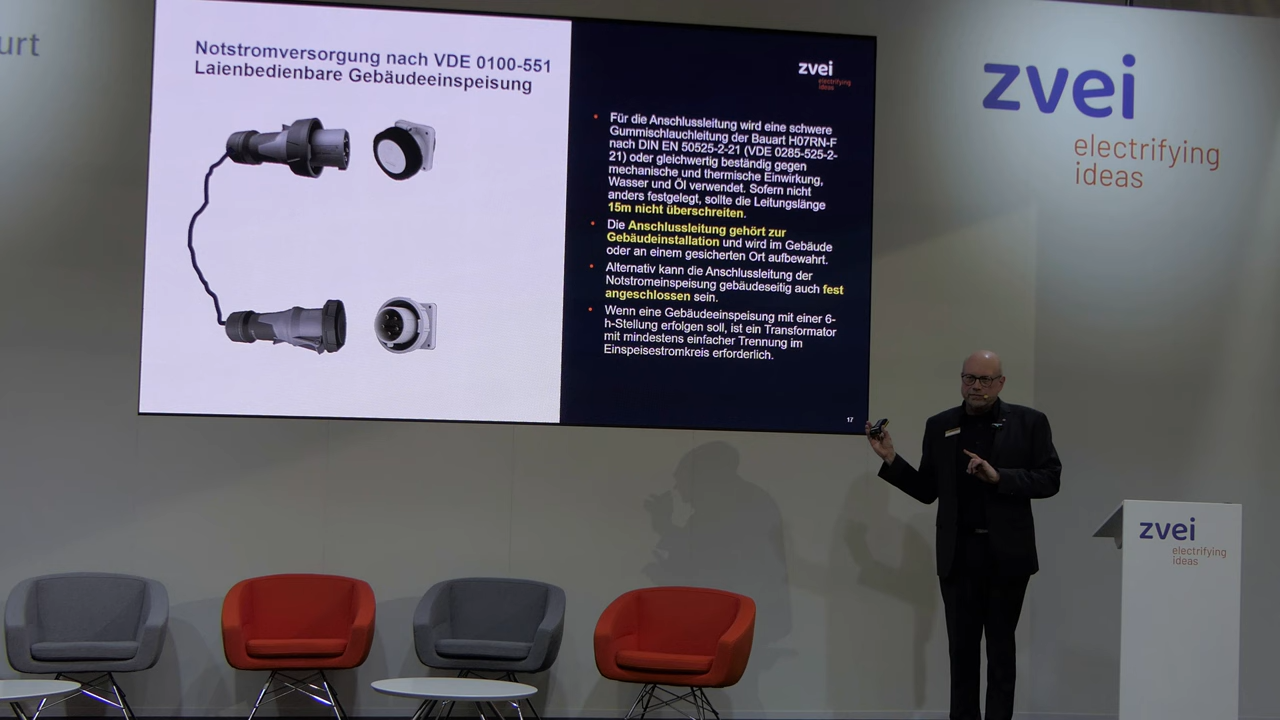 urt
Notstromversorgung nach VDE 0100-551
Laienbedienbare Gebäudeeinspeisung
zvei
electrifying
ideas
• Für die Anschlussleitung wird eine schwere
Gummischlauchleitung der Bauart H07RN-F
nach DIN EN 50525-2-21 (VDE 0285-525-2-
21) oder gleichwertig beständig gegen
mechanische und thermische Einwirkung,
Wasser und Öl verwendet. Sofern nicht
anders festgelegt, sollte die Leitungslänge
15m nicht überschreiten.
• Die Anschlussleitung gehört zur
Gebäudeinstallation und wird im Gebäude
oder an einem gesicherten Ort aufbewahrt.
• Alternativ kann die Anschlussleitung der
Notstromeinspeisung gebäudeseitig auch fest
angeschlossen sein.
• Wenn eine Gebäudeeinspeisung mit einer 6-
h-Stellung erfolgen soll, ist ein Transformator
mit mindestens einfacher Trennung im
Einspeisestromkreis erforderlich.
17
zvei
electrifying
ideas
zvei
electrifying
ideas